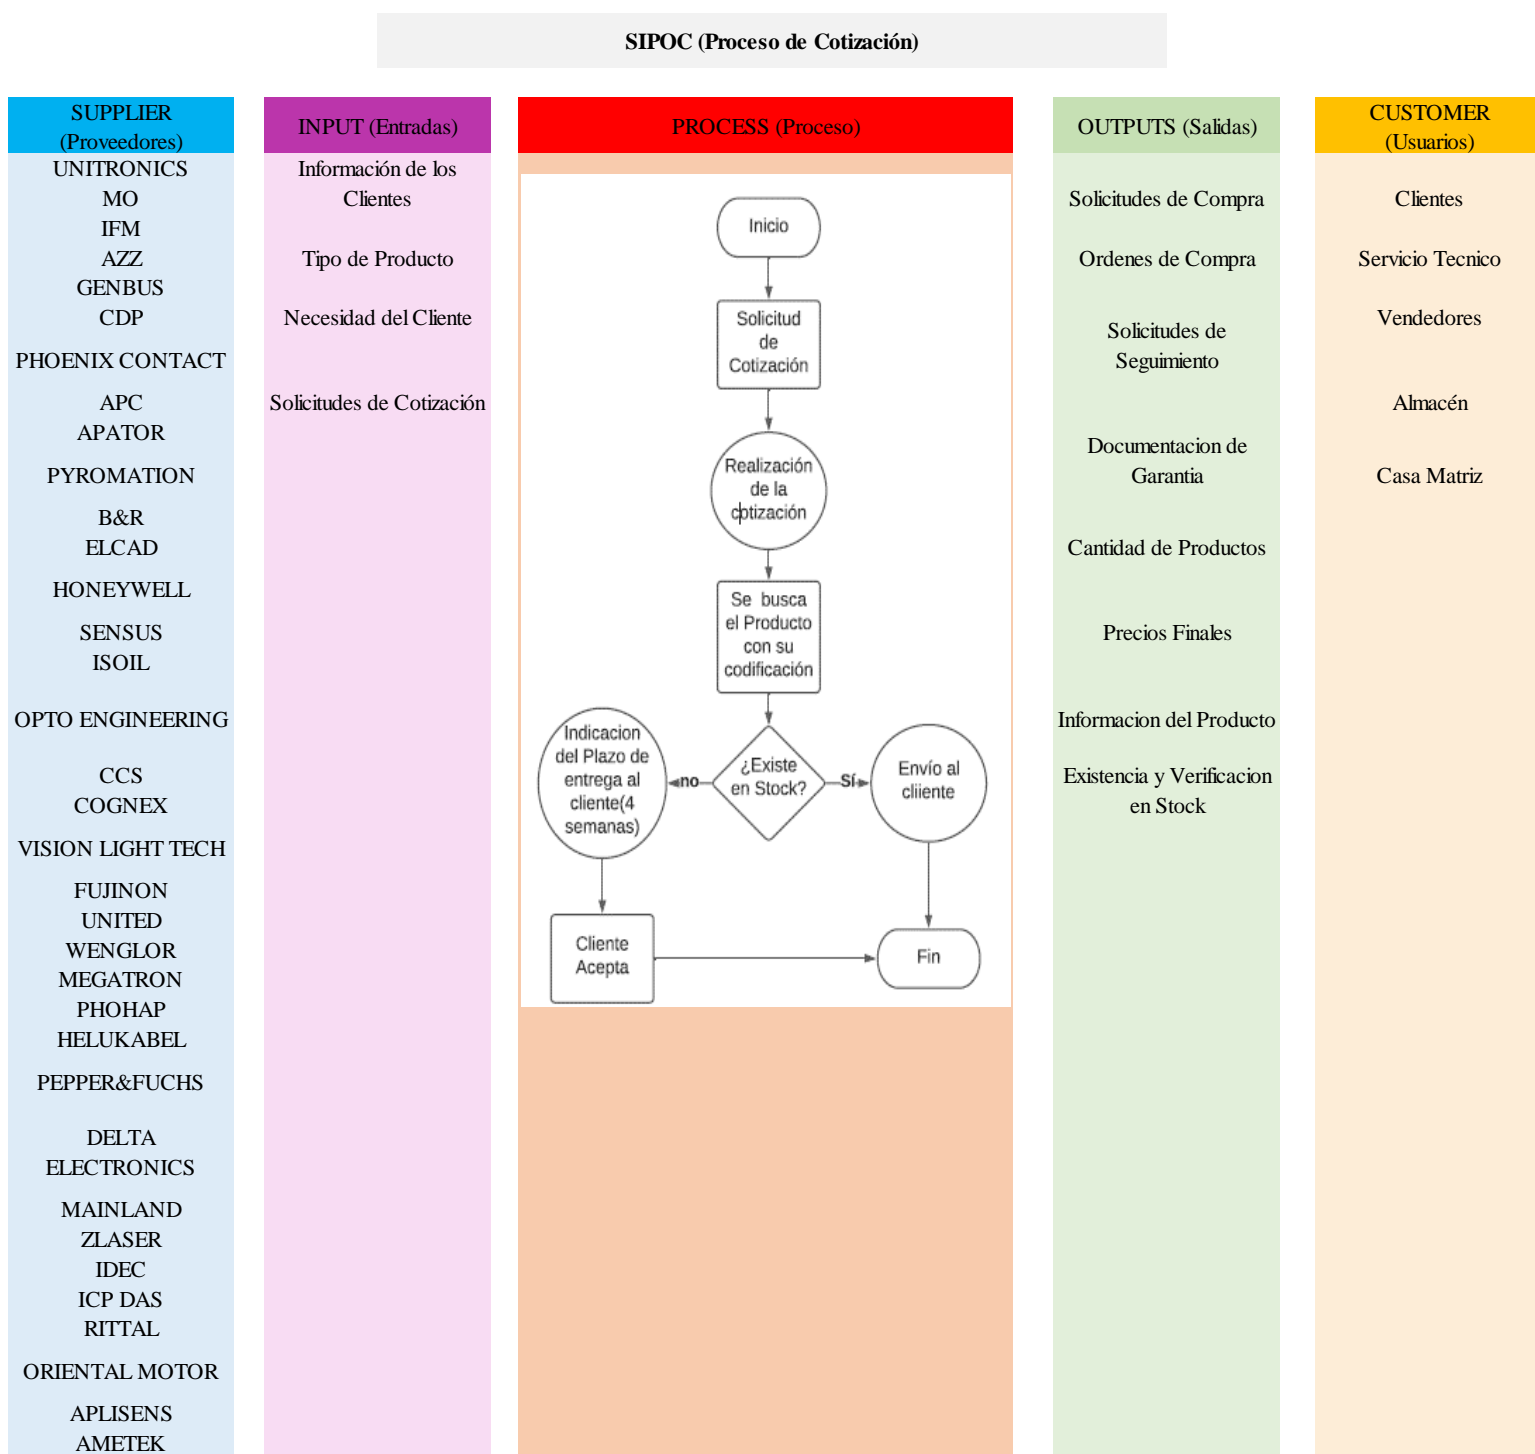 SIPOC (Proceso de Cotización)
SUPPLIER
(Proveedores)
UNITRONICS
MO
IFM
AZZ
GENBUS
CDP
PHOENIX CONTACT
APC
APATOR
PYROMATION
B&R
ELCAD
HONEYWELL
SENSUS
ISOIL
OPTO ENGINEERING
CCS
COGNEX
VISION LIGHT TECH
FUJINON
UNITED
WENGLOR
MEGATRON
PHOHAP
HELUKABEL
PEPPER&FUCHS
DELTA
ELECTRONICS
MAINLAND
ZLASER
IDEC
ICP DAS
RITTAL
ORIENTAL MOTOR
APLISENS
AMETEK
INPUT (Entradas)
Información de los
Clientes
Tipo de Producto
Necesidad del Cliente
Solicitudes de Cotización
PROCESS (Proceso)
Inicio
Solicitud
de
Cotización
Realización
de la
cotización
Se busca
el Producto
con su
codificación
¿Existe
en Stock?
no
Sí
Indicacion
del Plazo de
entrega al
cliente(4
semanas)
Envío al
cliiente
Cliente
Acepta
Fin
OUTPUTS (Salidas)
Solicitudes de Compra
Ordenes de Compra
Solicitudes de
Seguimiento
Documentacion de
Garantia
Cantidad de Productos
Precios Finales
Informacion del Producto
Existencia y Verificacion
en Stock
CUSTOMER
(Usuarios)
Clientes
Servicio Tecnico
Vendedores
Almacén
Casa Matriz